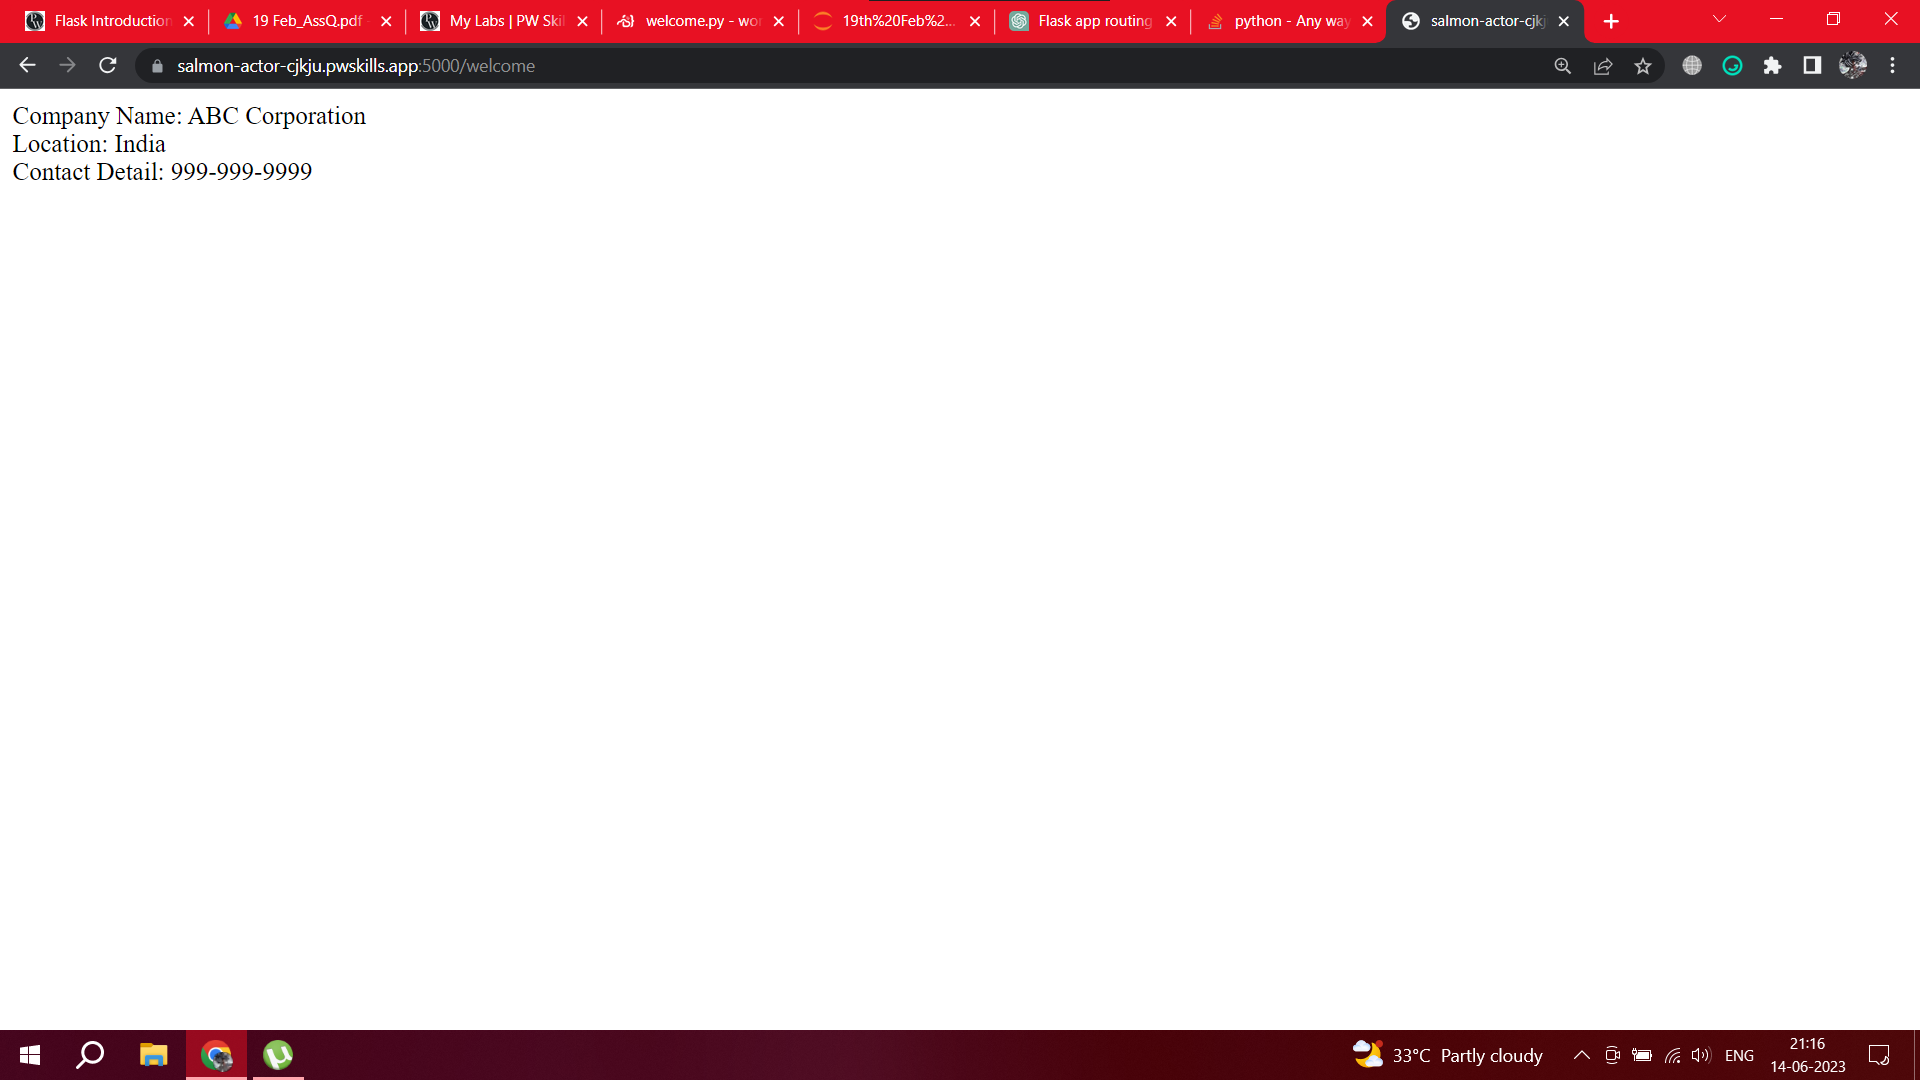 Flask Introduction
19 Feb_AssQ.pdf -
My Labs | PW Skil
welcome.py - wor
19th%20Feb%2...
Flask app routing
python - Any way
salmon-actor-cjkj
salmon-actor-cjkju.pwskills.app:5000/welcome
Company Name: ABC Corporation
Location: India
Contact Detail: 999-999-9999
33°C Partly cloudy
ENG
21:16
14-06-2023